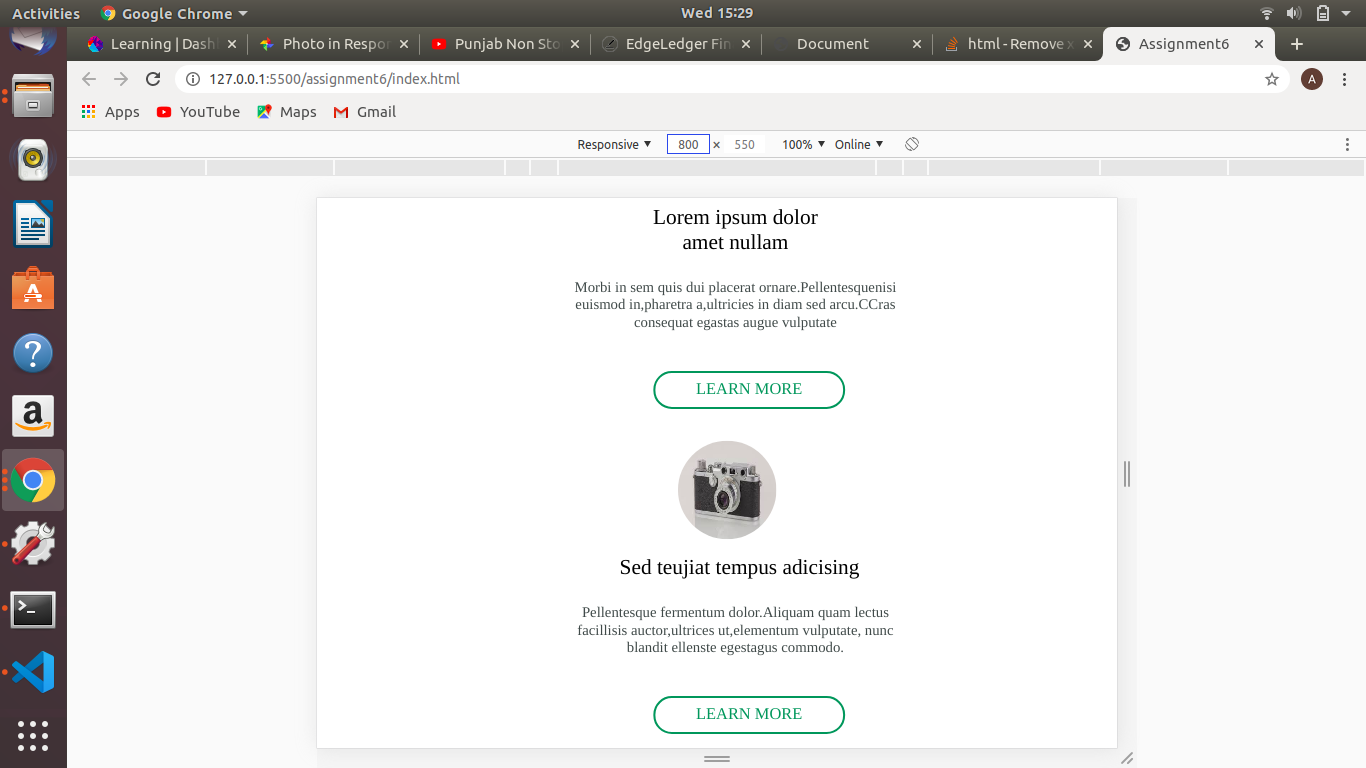 Activities Google Chrome Wed 15:29
Learning | Dash Photo in Respon Punjab Non Sto EdgeLedger Fin Document html - Remove x Assignment6
127.0.0.1:5500/assignment6/index.html A
Apps YouTube Maps Gmail
Responsive 800 × 550 100% Online
Lorem ipsum dolor
amet nullam
Morbi in sem quis dui placerat ornare.Pellentesquenisi
euismod in,pharetra a,ultricies in diam sed arcu.CCras
consequat egastas augue vulputate
LEARN MORE
Sed teujiat tempus adicising
Pellentesque fermentum dolor.Aliquam quam lectus
facillisis auctor,ultrices ut,elementum vulputate, nunc
blandit ellenste egestagus commodo.
LEARN MORE